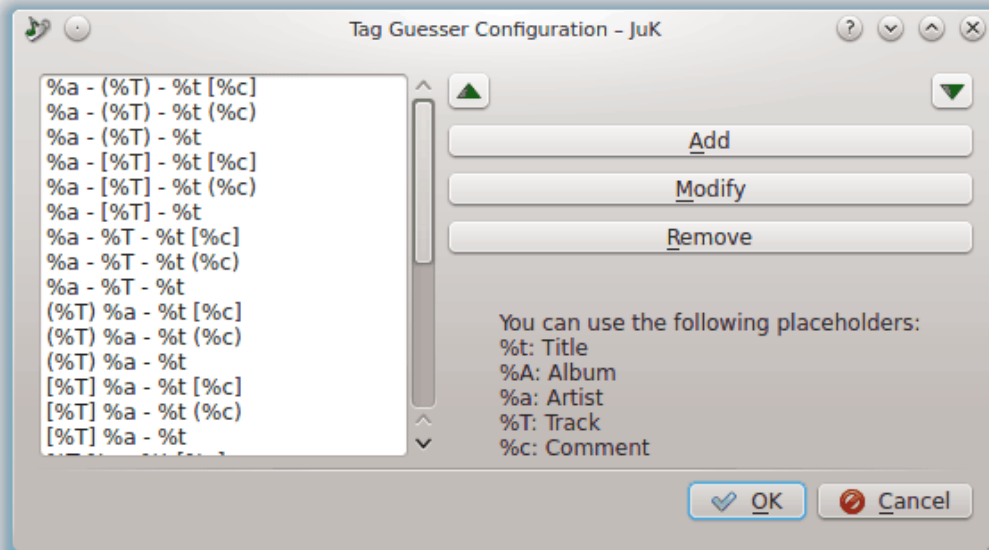 Tag Guesser Configuration – JuK
%a - (%T) - %t [%c]
%a - (%T) - %t (%c)
%a - (%T) - %t
%a - [%T] - %t [%c]
%a - [%T] - %t (%c)
%a - [%T] - %t
%a - %T - %t [%c]
%a - %T - %t (%c)
%a - %T - %t
(%T) %a - %t [%c]
(%T) %a - %t (%c)
(%T) %a - %t
[%T] %a - %t [%c]
[%T] %a - %t (%c)
[%T] %a - %t
Add
Modify
Remove
You can use the following placeholders:
%t: Title
%A: Album
%a: Artist
%T: Track
%c: Comment
OK
Cancel